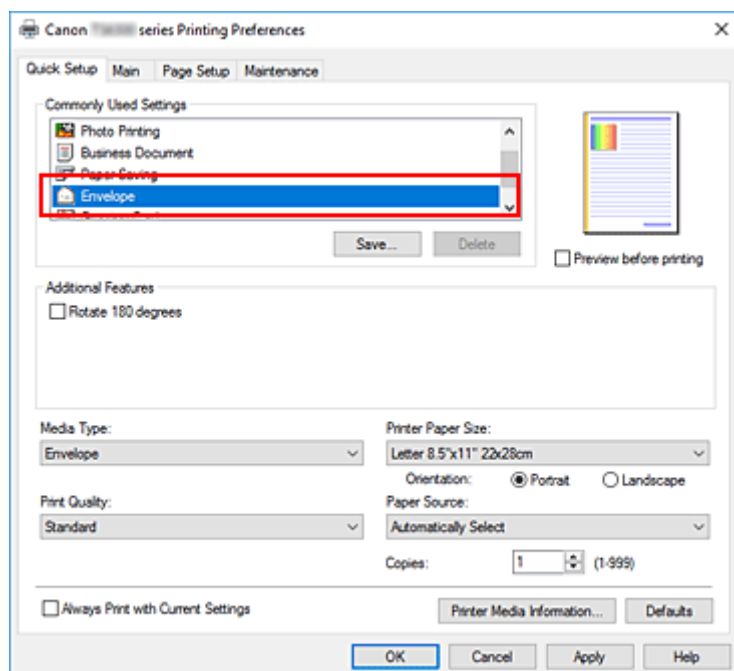 Canon series Printing Preferences
Quick Setup Main Page Setup Maintenance
Commonly Used Settings
Photo Printing
Business Document
Paper Saving
Envelope
Save... Delete
Preview before printing
Additional Features
Rotate 180 degrees
Media Type: Printer Paper Size:
Envelope Letter 8.5"x11" 22x28cm
Orientation: Portrait Landscape
Print Quality: Paper Source:
Standard Automatically Select
Copies: 1 (1-999)
Always Print with Current Settings Printer Media Information... Defaults
OK Cancel Apply Help